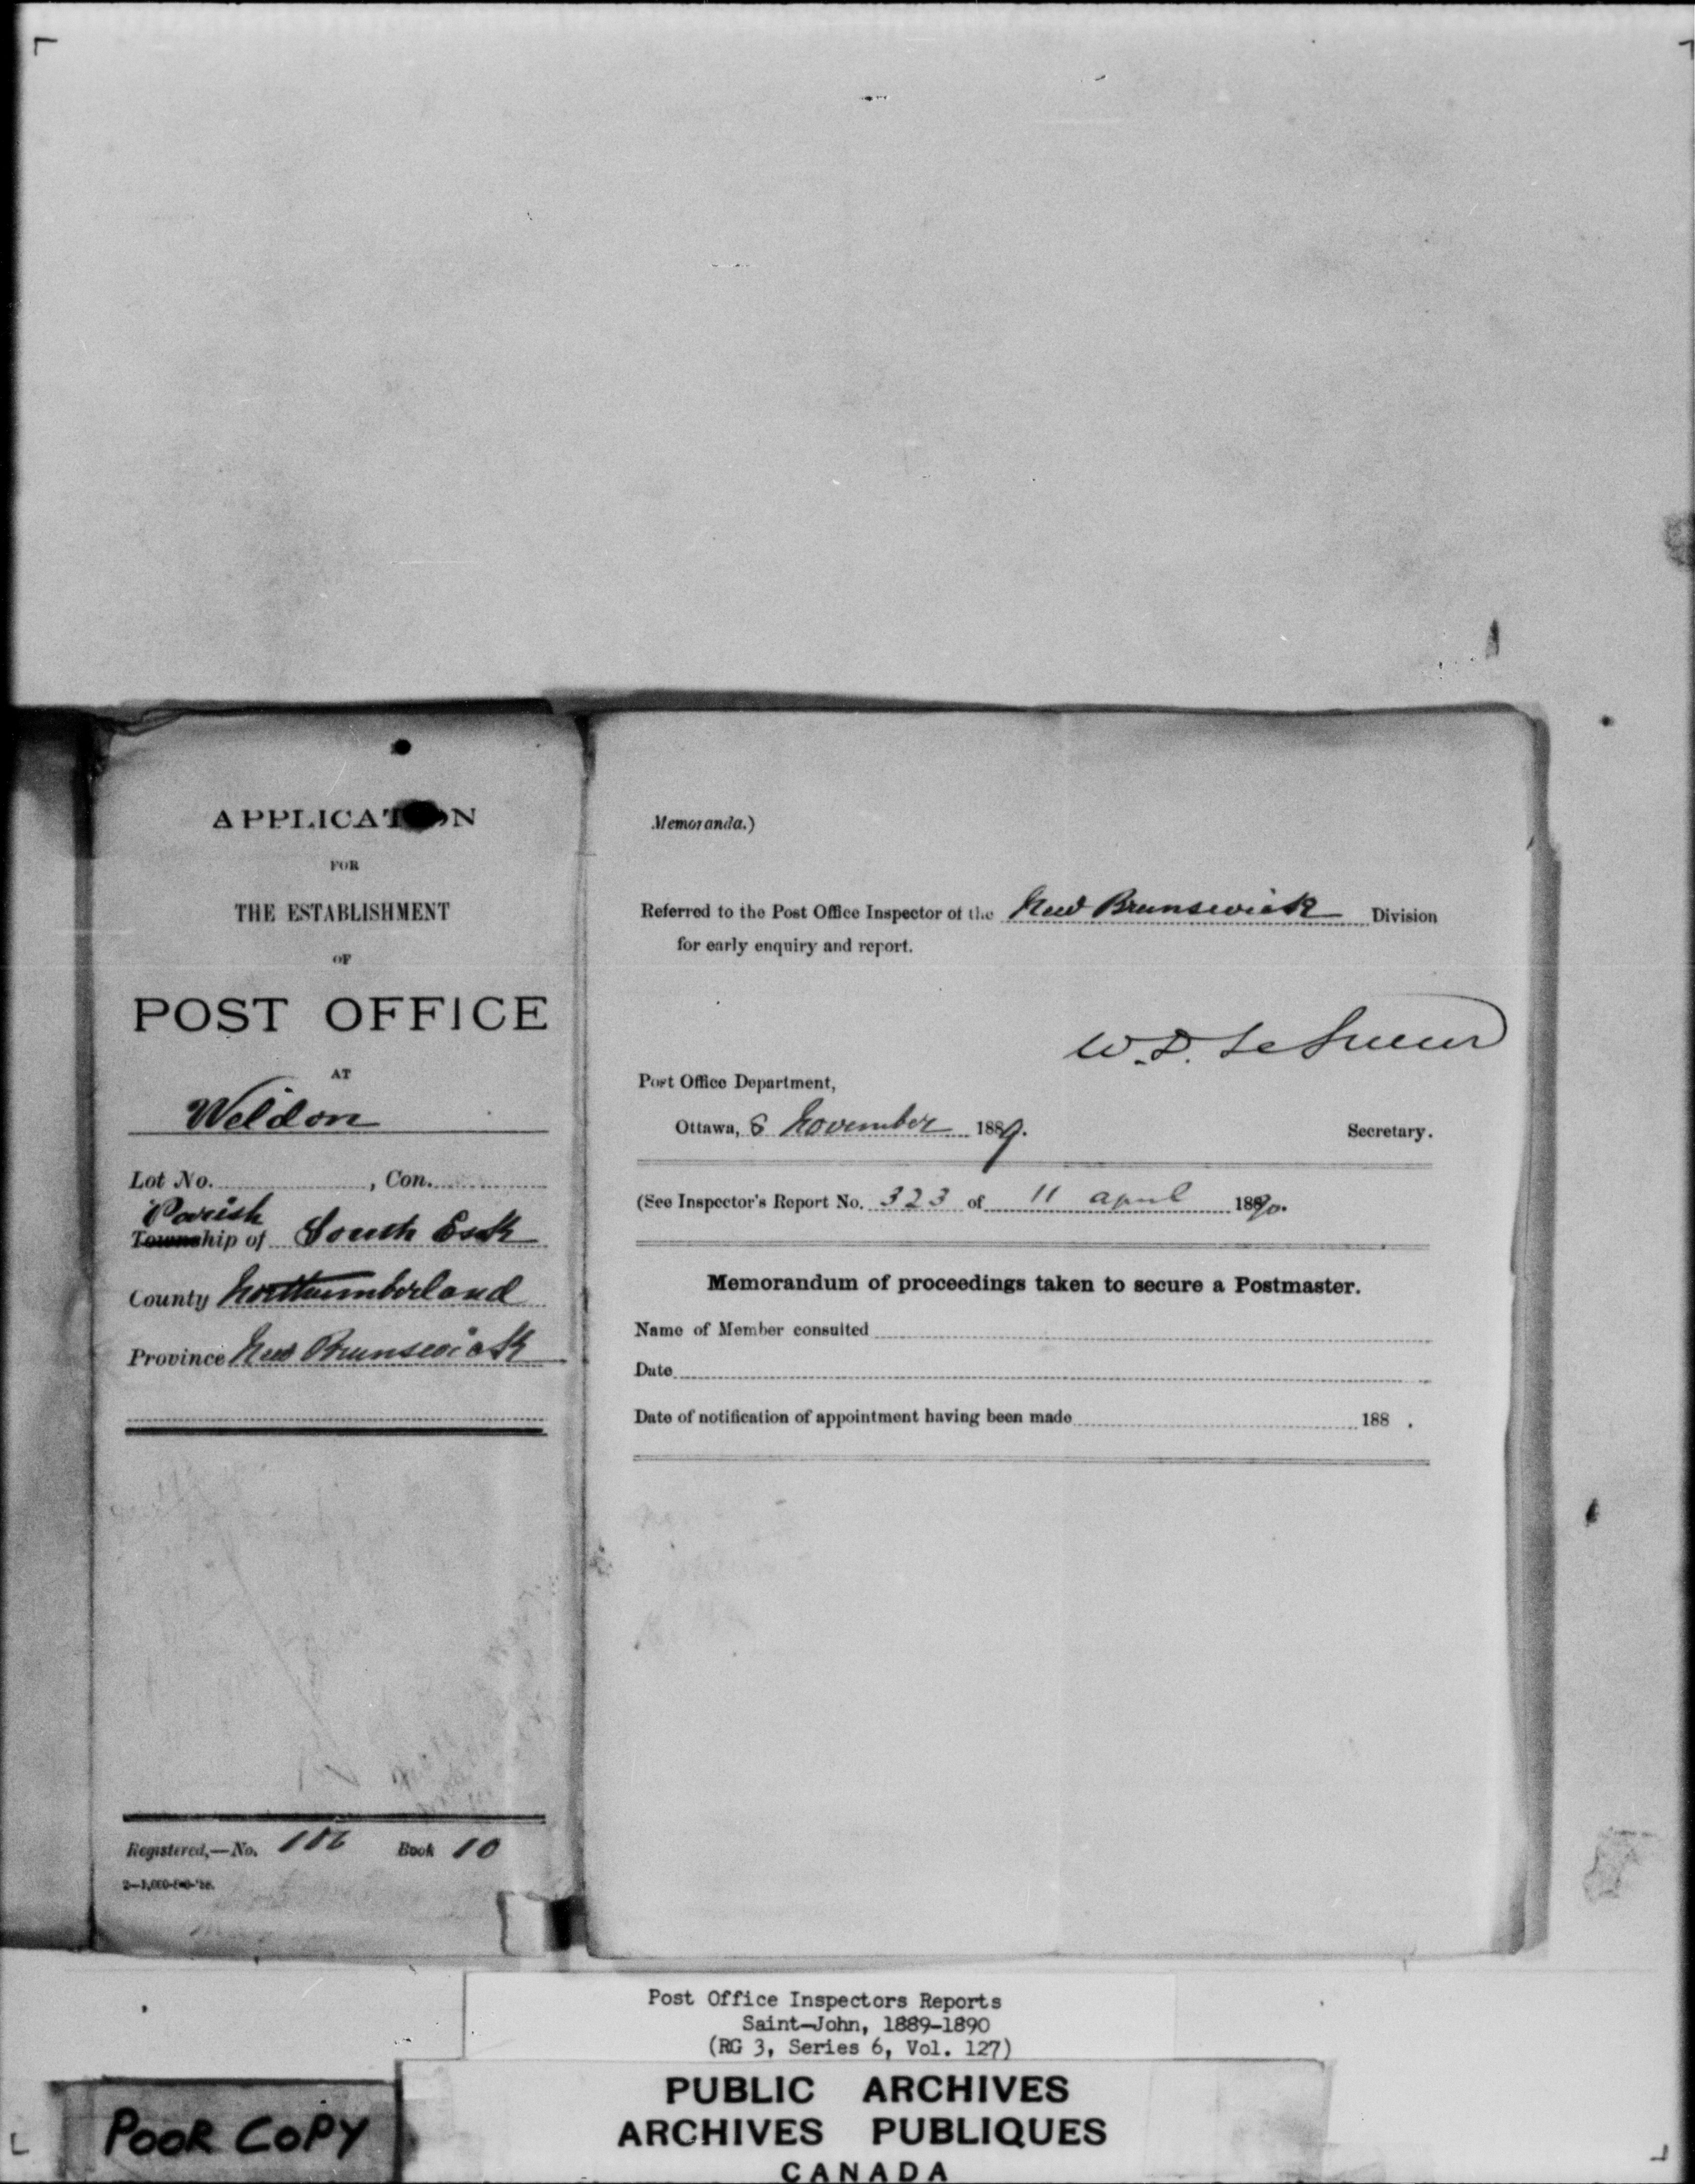 APPLICATION
FOR
THE ESTABLISHMENT
OF
POST OFFICE
AT
Weldon
Lot No. , Con.
Parish
Township of South Esk
County Northumberland
Province New Brunswick
Registered,—No. 106 Book 10
Memoranda.)
Referred to the Post Office Inspector of the New Brunswick Division
for early enquiry and report.
W. D. Le Sueur
Post Office Department,
Ottawa, 8 November 1889. Secretary.
(See Inspector's Report No. 323 of 11 April 1890.
Memorandum of proceedings taken to secure a Postmaster.
Name of Member consulted
Date
Date of notification of appointment having been made 188 .
Post Office Inspectors Reports
Saint-John, 1889-1890
(RG 3, Series 6, Vol. 127)
PUBLIC ARCHIVES
ARCHIVES PUBLIQUES
CANADA
POOR COPY